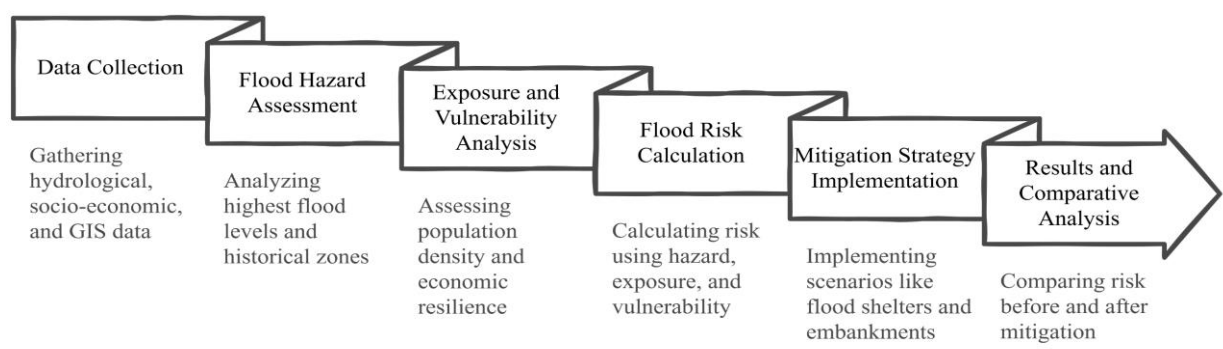 Data Collection
Gathering
hydrological,
socio-economic,
and GIS data
Flood Hazard
Assessment
Analyzing
highest flood
levels and
historical zones
Exposure and
Vulnerability
Analysis
Assessing
population
density and
economic
resilience
Flood Risk
Calculation
Calculating risk
using hazard,
exposure, and
vulnerability
Mitigation Strategy
Implementation
Implementing
scenarios like
flood shelters and
embankments
Results and
Comparative
Analysis
Comparing risk
before and after
mitigation